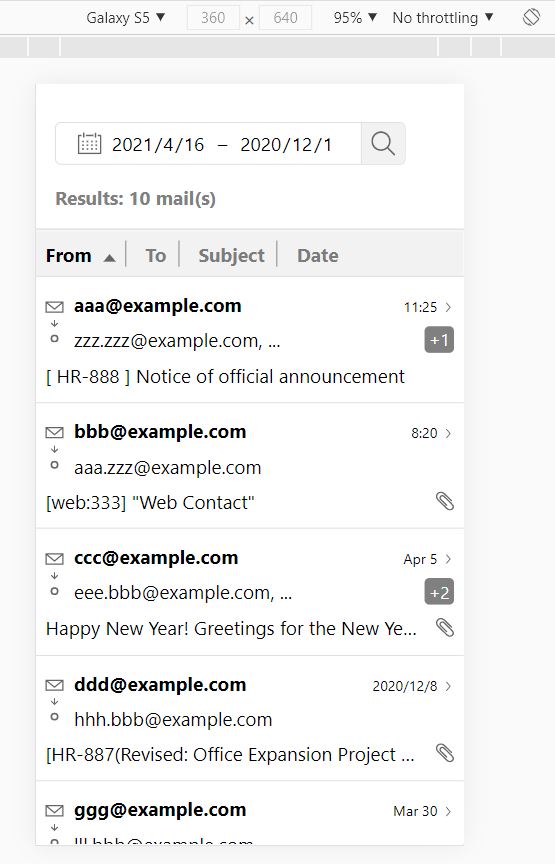 Galaxy S5 ▼ 360 × 640 95% ▼ No throttling ▼
2021/4/16 – 2020/12/1
Results: 10 mail(s)
From ▲ To Subject Date
aaa@example.com 11:25
zzz.zzz@example.com, ... +1
[ HR-888 ] Notice of official announcement
bbb@example.com 8:20
aaa.zzz@example.com
[web:333] "Web Contact"
ccc@example.com Apr 5
eee.bbb@example.com, ... +2
Happy New Year! Greetings for the New Ye...
ddd@example.com 2020/12/8
hhh.bbb@example.com
[HR-887(Revised: Office Expansion Project ...
ggg@example.com Mar 30